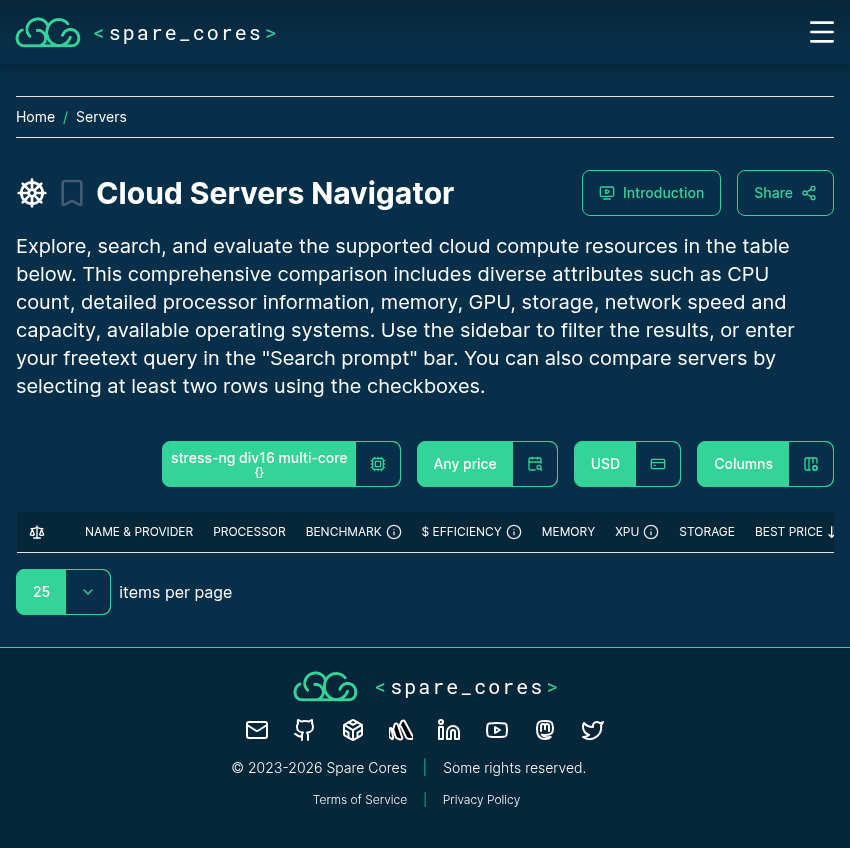 <spare_cores>
Home / Servers
Cloud Servers Navigator
Introduction
Share
Explore, search, and evaluate the supported cloud compute resources in the table
below. This comprehensive comparison includes diverse attributes such as CPU
count, detailed processor information, memory, GPU, storage, network speed and
capacity, available operating systems. Use the sidebar to filter the results, or enter
your freetext query in the "Search prompt" bar. You can also compare servers by
selecting at least two rows using the checkboxes.
stress-ng div16 multi-core
{}
Any price
USD
Columns
NAME & PROVIDER PROCESSOR BENCHMARK $ EFFICIENCY MEMORY XPU STORAGE BEST PRICE
25 items per page
<spare_cores>
© 2023-2026 Spare Cores | Some rights reserved.
Terms of Service | Privacy Policy